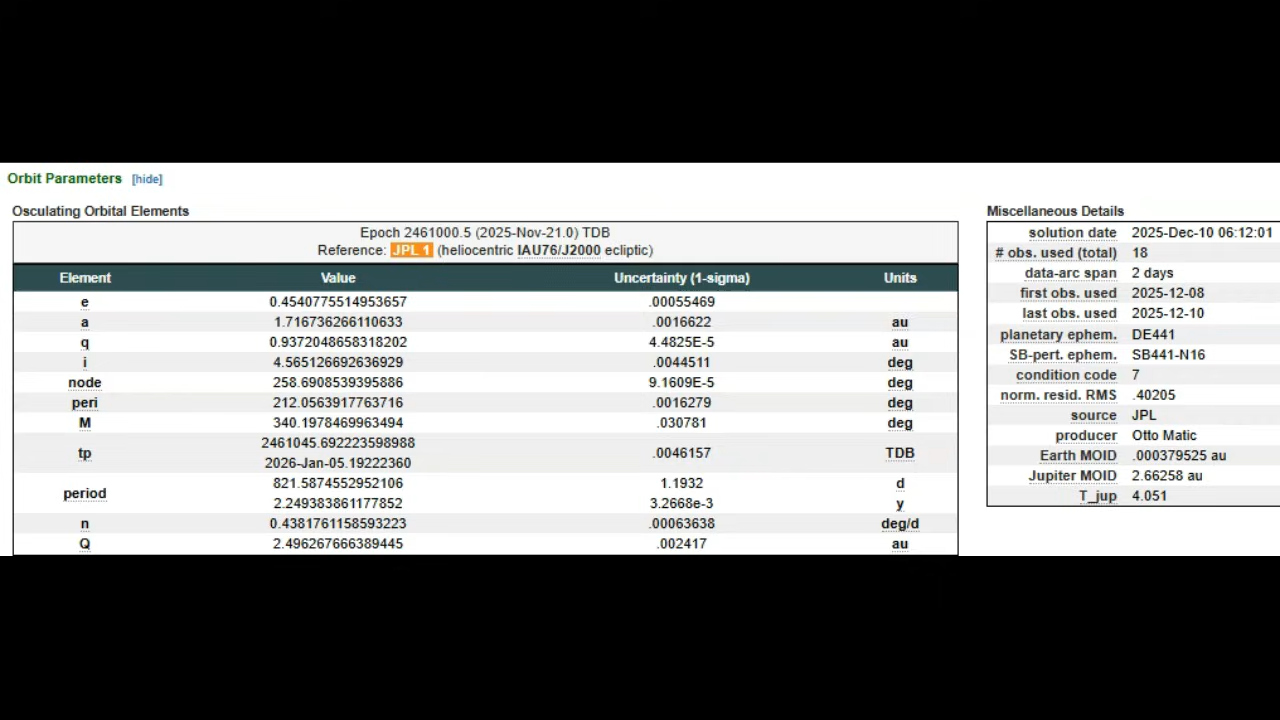 Orbit Parameters [hide]
Osculating Orbital Elements
Epoch 2461000.5 (2025-Nov-21.0) TDB
Reference: JPL 1 (heliocentric IAU76/J2000 ecliptic)
Element Value Uncertainty (1-sigma) Units
e 0.4540775514953657 .00055469
a 1.716736266110633 .0016622 au
q 0.9372048658318202 4.4825E-5 au
i 4.565126692636929 .0044511 deg
node 258.6908539395886 9.1609E-5 deg
peri 212.0563917763716 .0016279 deg
M 340.1978469963494 .030781 deg
tp 2461045.692223598988 .0046157 TDB
2026-Jan-05.19222360
period 821.5874552952106 1.1932 d
2.249383861177852 3.2668e-3 y
n 0.4381761158593223 .00063638 deg/d
Q 2.496267666389445 .002417 au
Miscellaneous Details
solution date 2025-Dec-10 06:12:01
# obs. used (total) 18
data-arc span 2 days
first obs. used 2025-12-08
last obs. used 2025-12-10
planetary ephem. DE441
SB-pert. ephem. SB441-N16
condition code 7
norm. resid. RMS .40205
source JPL
producer Otto Matic
Earth MOID .000379525 au
Jupiter MOID 2.66258 au
T_jup 4.051